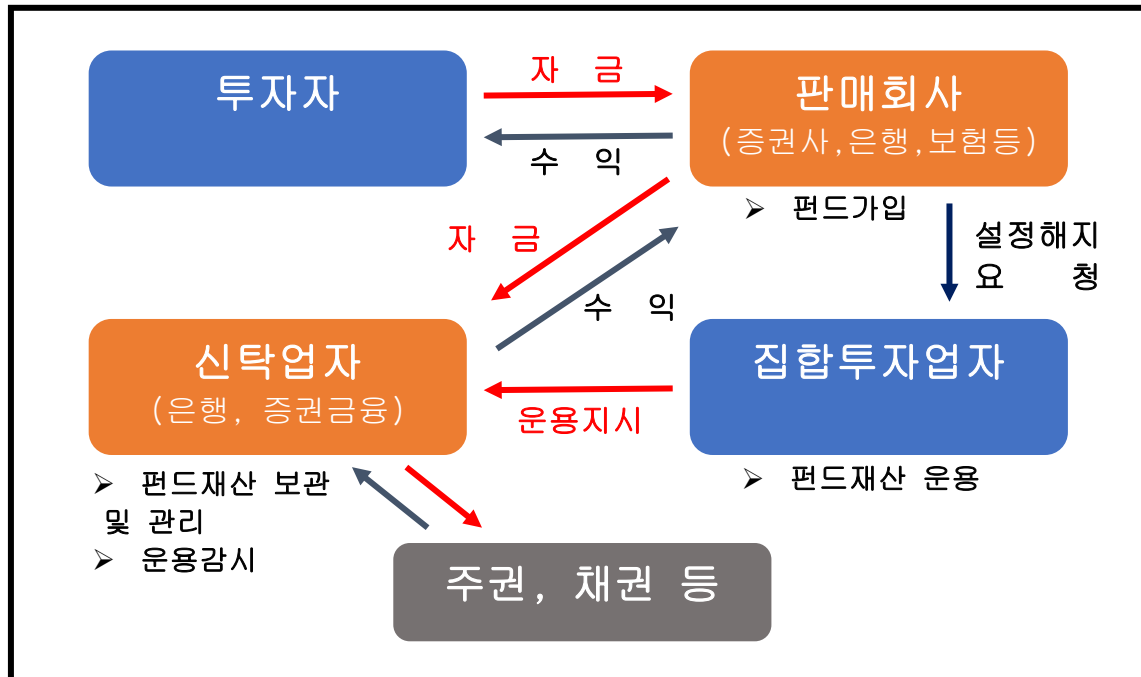 투자자
자 금
수 익
판매회사
(증권사,은행,보험등)
➢ 펀드가입
자 금
수 익
설정해지
요 청
신탁업자
(은행, 증권금융)
운용지시
집합투자업자
➢ 펀드재산 보관
및 관리
➢ 운용감시
➢ 펀드재산 운용
주권, 채권 등